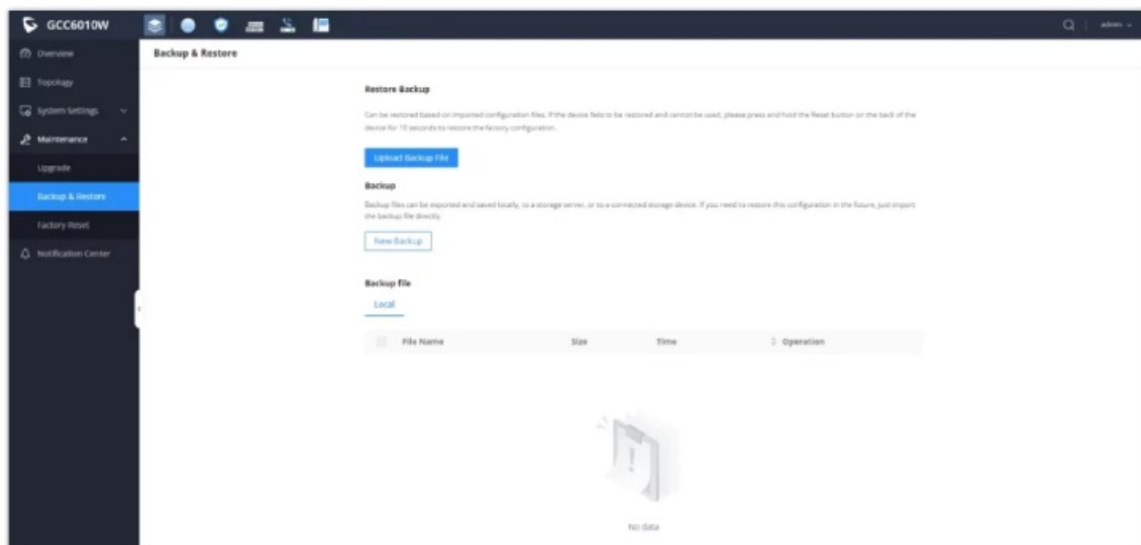 GCC6010W
admin
Overview
Topology
System Settings
Maintenance
Upgrade
Backup & Restore
Factory Reset
Notification Center
Backup & Restore
Restore Backup
Can be restored based on imported configuration files. If the device fails to be restored and cannot be used, please press and hold the Reset button on the back of the
device for 10 seconds to restore the factory configuration.
Upload Backup File
Backup
Backup files can be exported and saved locally, to a storage server, or to a connected storage device. If you need to restore this configuration in the future, just import
the backup file directly.
New Backup
Backup file
Local
File Name Size Time Operation
No data